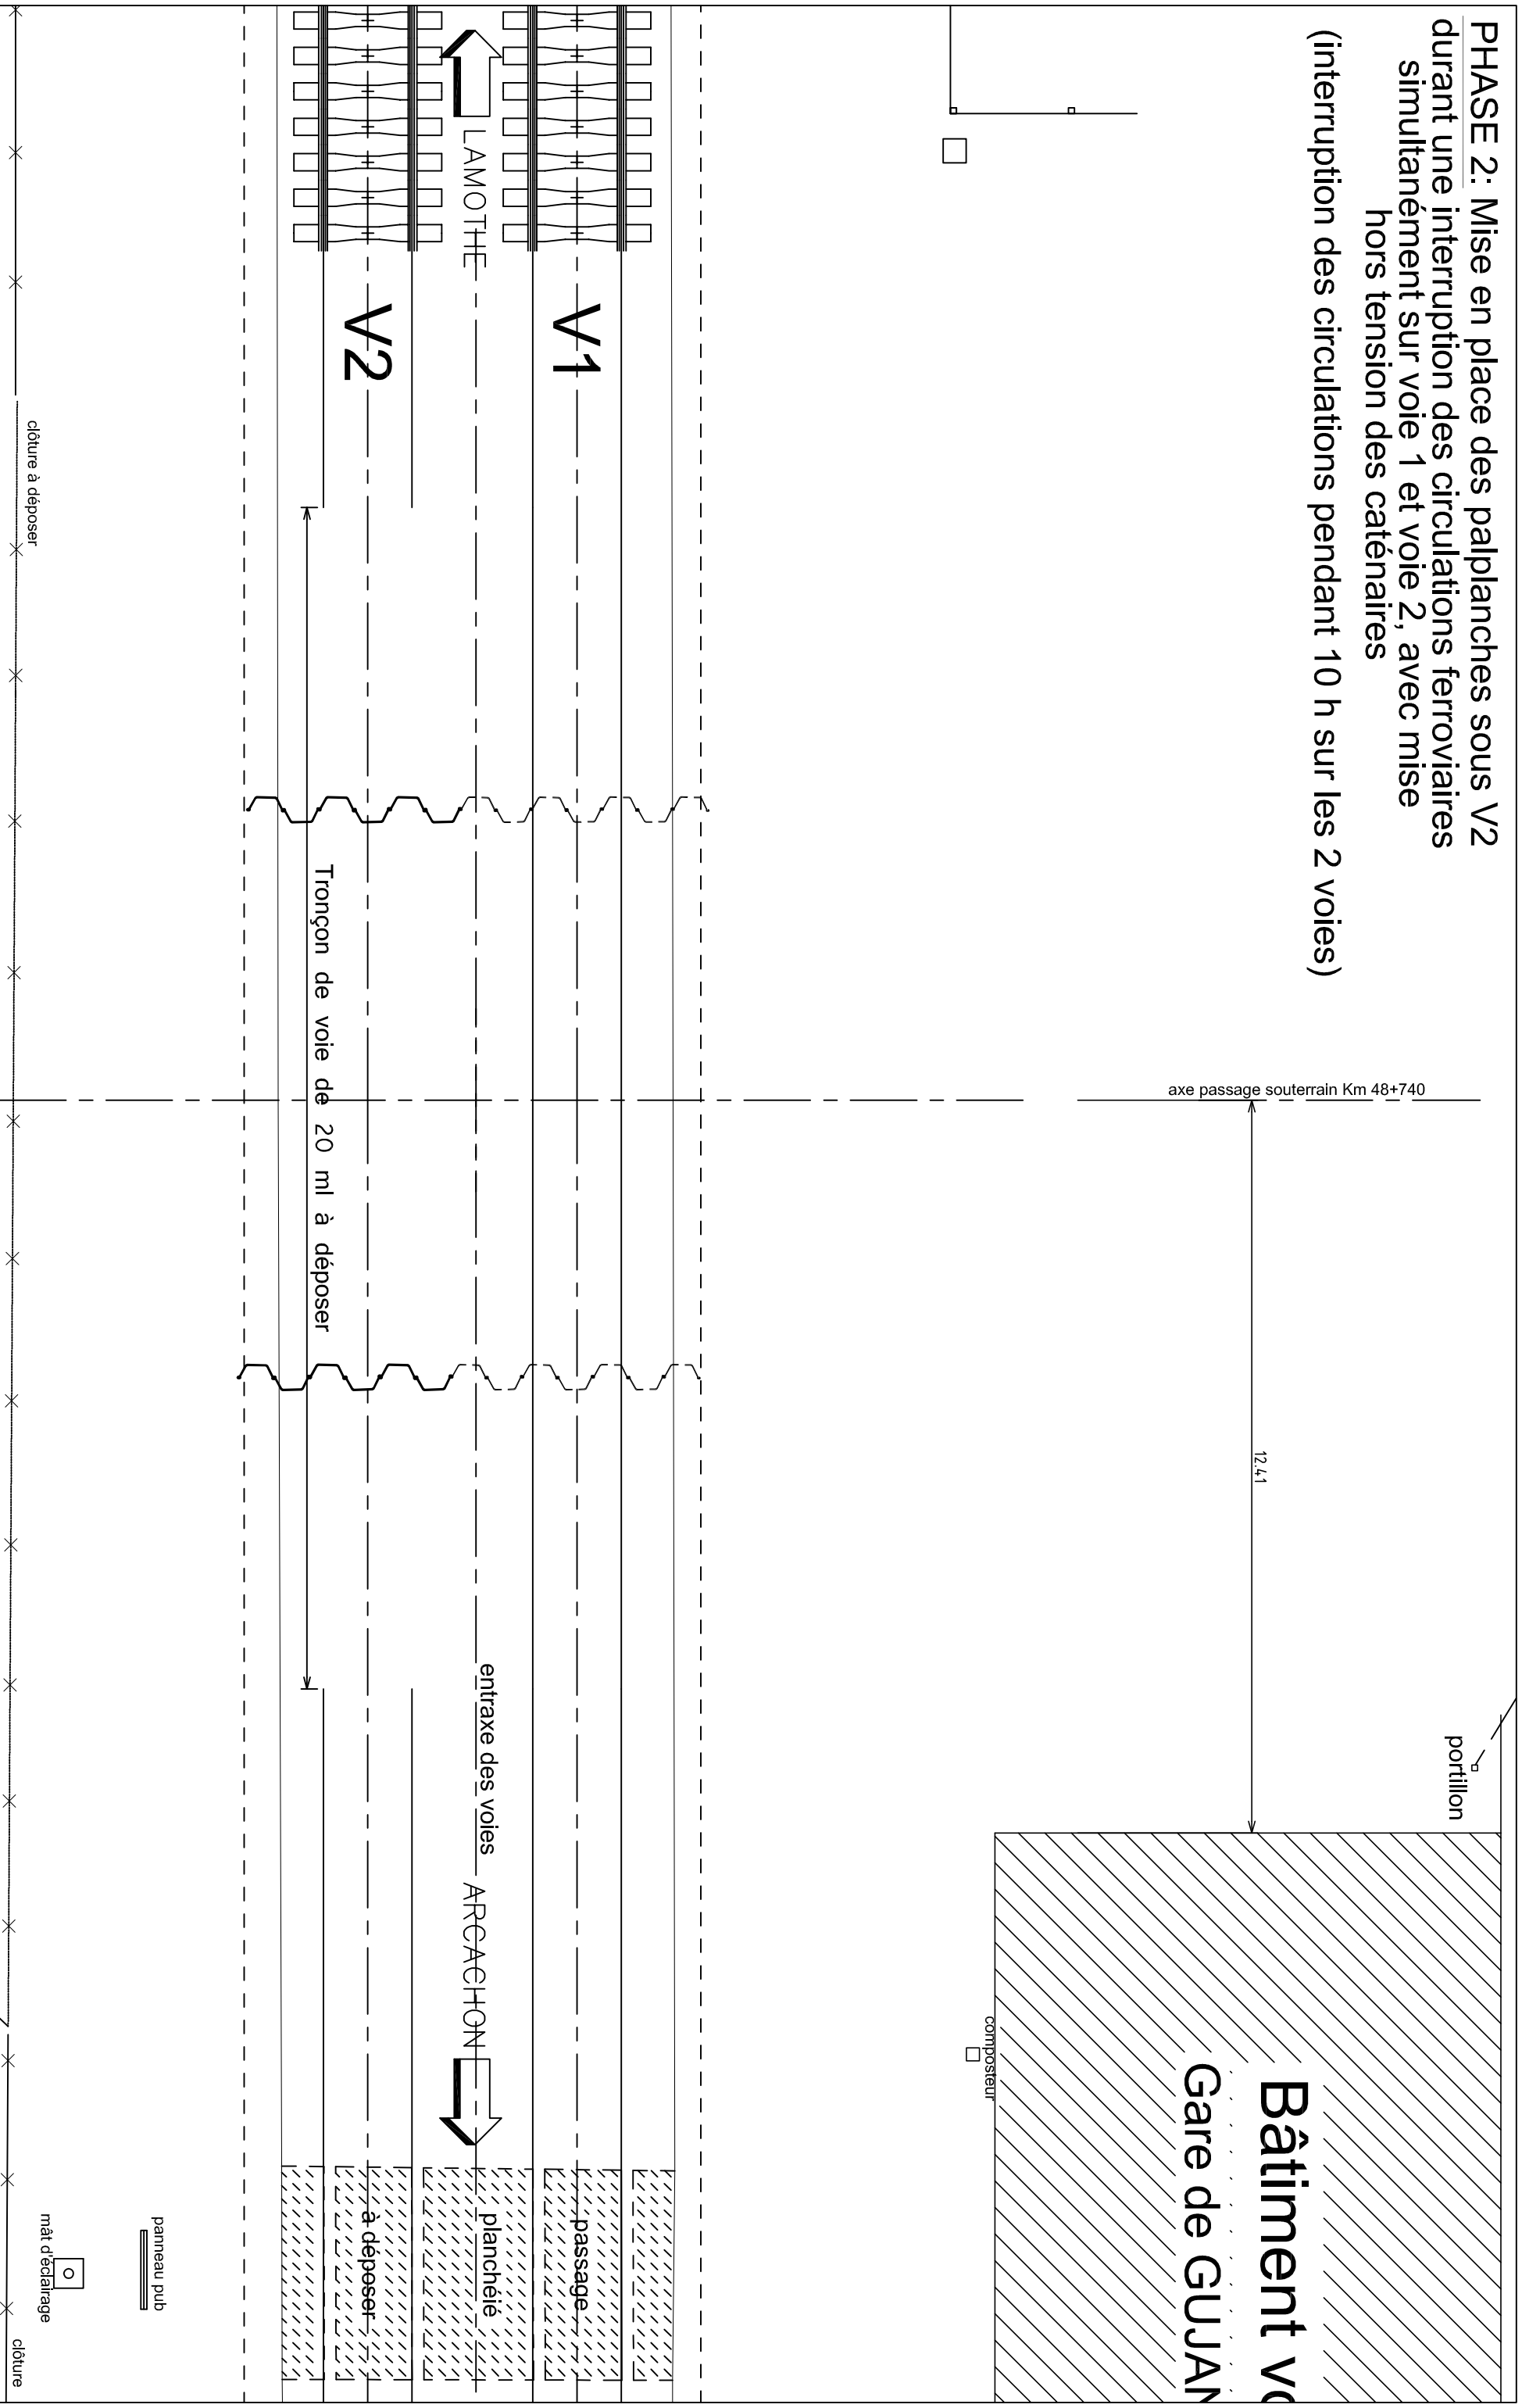 PHASE 2: Mise en place des palplanches sous V2
durant une interruption des circulations ferroviaires
simultanément sur voie 1 et voie 2, avec mise
hors tension des caténaires
(interruption des circulations pendant 10 h sur les 2 voies)
axe passage souterrain Km 48+740
12.41
portillon
Bâtiment vo
Gare de GUJAN
composteur
V1
LAMOTHE
V2
entraxe des voies
ARCACHON
Tronçon de voie de 20 ml à déposer
passage
planchéié
à déposer
panneau pub
mât d'éclairage
clôture à déposer
clôture